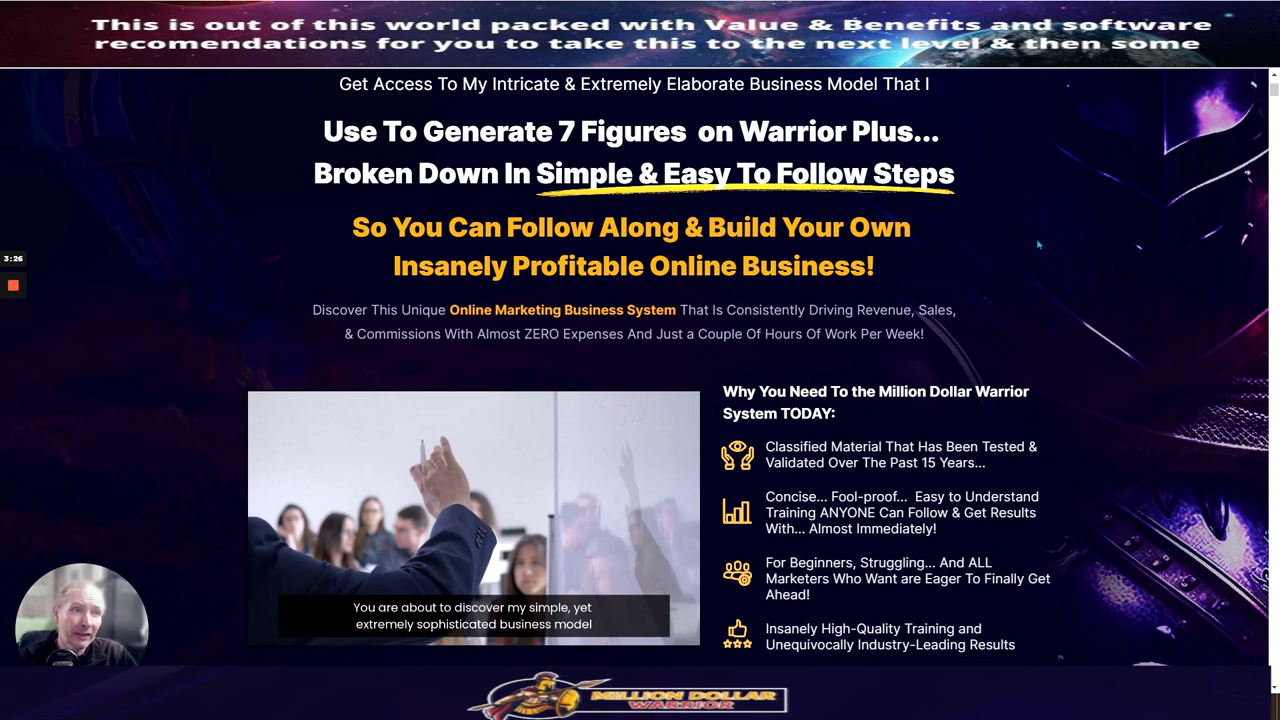 This is out of this world packed with Value & Benefits and software
recomendations for you to take this to the next level & then some
Get Access To My Intricate & Extremely Elaborate Business Model That I
Use To Generate 7 Figures on Warrior Plus...
Broken Down In Simple & Easy To Follow Steps
So You Can Follow Along & Build Your Own
Insanely Profitable Online Business!
3:26
Discover This Unique Online Marketing Business System That Is Consistently Driving Revenue, Sales,
& Commissions With Almost ZERO Expenses And Just a Couple Of Hours Of Work Per Week!
Why You Need To the Million Dollar Warrior
System TODAY:
Classified Material That Has Been Tested &
Validated Over The Past 15 Years...
Concise... Fool-proof... Easy to Understand
Training ANYONE Can Follow & Get Results
With... Almost Immediately!
For Beginners, Struggling... And ALL
Marketers Who Want are Eager To Finally Get
Ahead!
Insanely High-Quality Training and
Unequivocally Industry-Leading Results
You are about to discover my simple, yet
extremely sophisticated business model
MILLION DOLLAR
WARRIOR